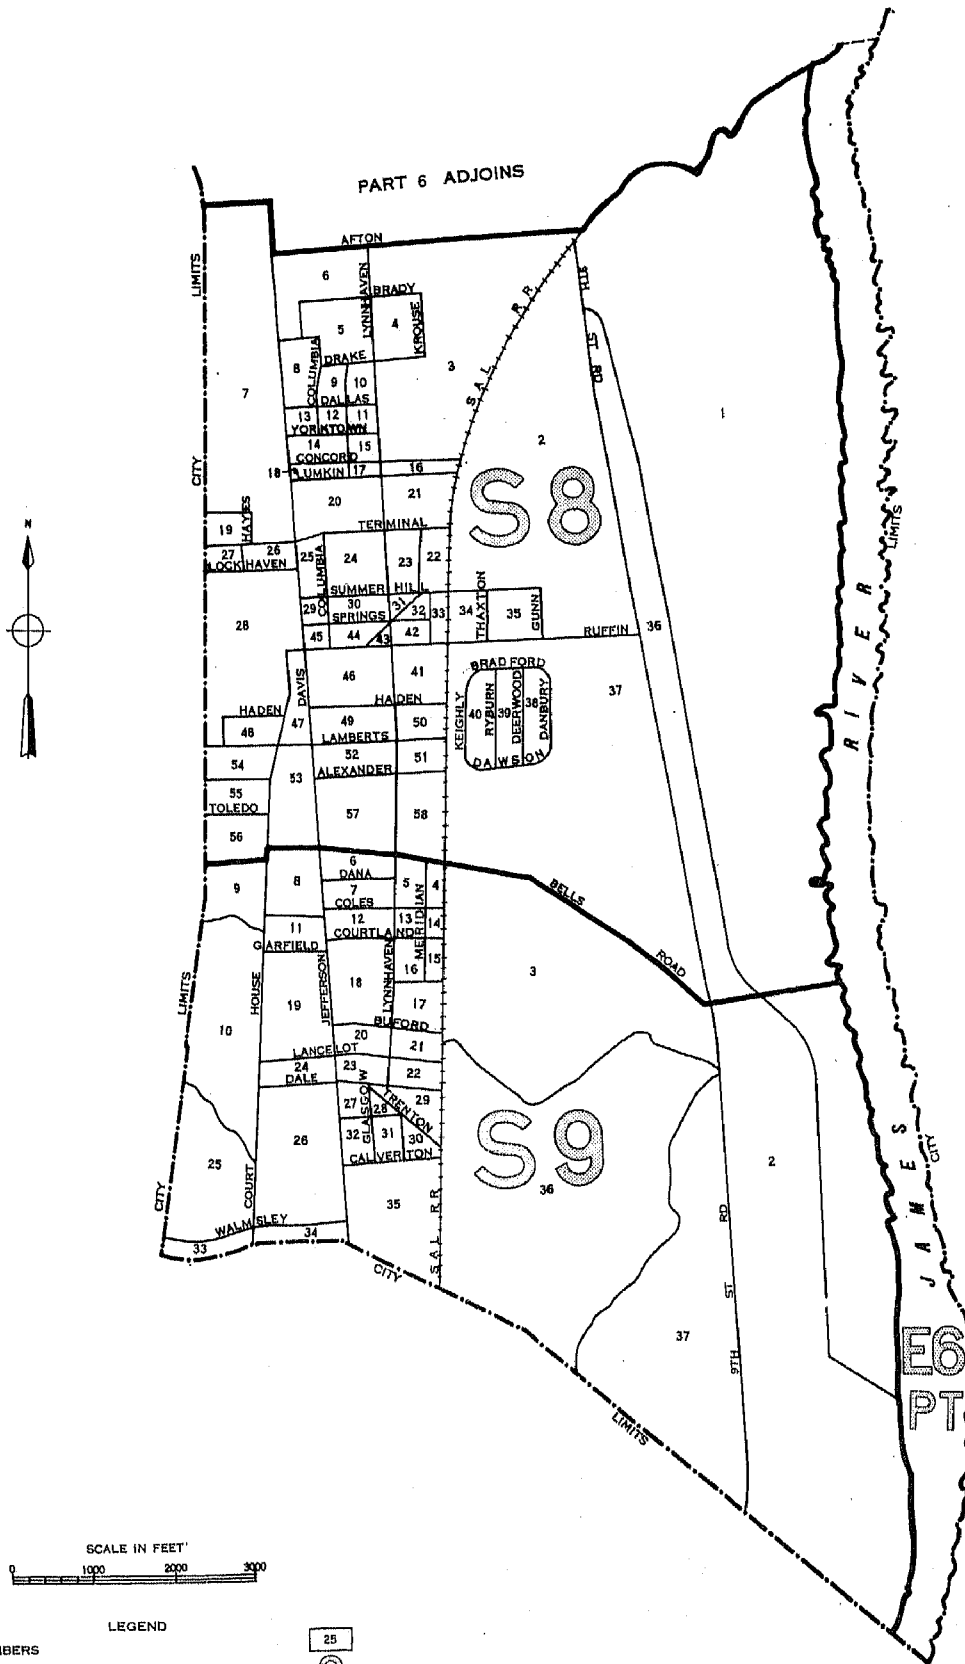 PART 6 ADJOINS
AFTON
LIMITS
6
LYNNHAVEN
BRADY
5
4
KROUSE
9TH
ST RD
S A L R R
3
7
8
COLUMBIA
DRAKE
9
10
DALLAS
1
2
13
12
11
YORKTOWN
14
15
CONCORD
CITY
18
LUMKIN
17
16
S 8
20
21
19
HAYES
TERMINAL
LIMITS
N
27
26
LOCKHAVEN
25
COLUMBIA
24
23
22
SUMMER HILL
28
29
30
SPRINGS
31
32
33
34
THAXTON
35
GUNN
45
44
43
42
RUFFIN
36
37
DAVIS
46
41
BRADFORD
HADEN
HADEN
KEIGHLY
40
RYBURN
39
DEERWOOD
38
DANBURY
DAWSON
48
47
49
50
LAMBERTS
54
52
51
ALEXANDER
53
55
TOLEDO
57
58
56
RIVER
6
DANA
9
8
7
5
4
COLES
MERIDIAN
BELLS
ROAD
11
12
13
14
COURTLAND
GARFIELD
15
16
3
LIMITS
HOUSE
JEFFERSON
18
LYNNHAVEN
19
17
10
BUFORD
20
LANCELOT
21
24
23
22
DALE
GLASGOW
27
28
TRENTON
29
S 9
32
31
30
26
CALVERTON
36
2
25
COURT
CITY
JAMES
CITY
35
S A L R R
RD
WALMSLEY
33
34
CITY
ST
37
9TH
E6
PT
LIMITS
SCALE IN FEET
0 1000 2000 3000
LEGEND
25